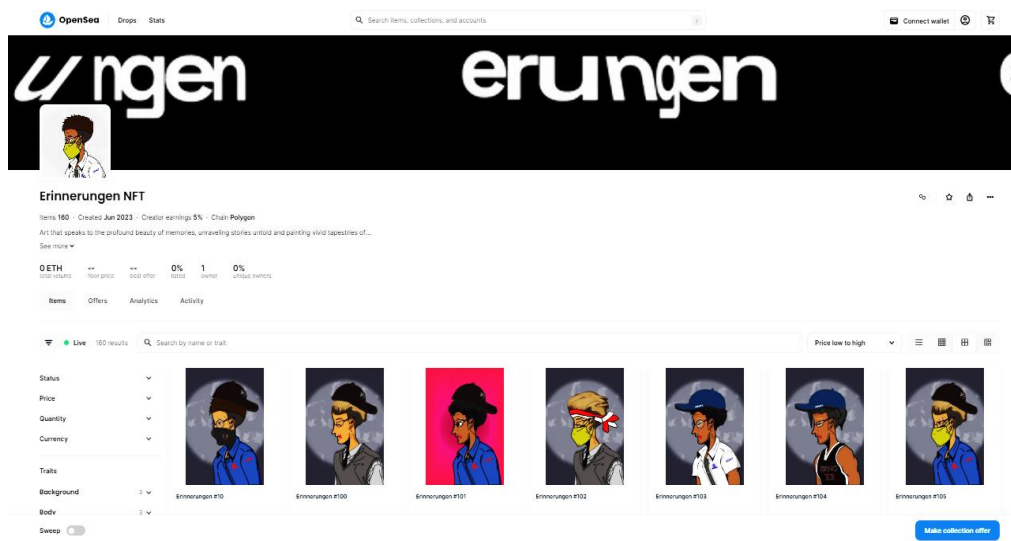 OpenSea Drops Stats Search items, collections, and accounts / Connect wallet
ungen erungen
Erinnerungen NFT
Items 160 · Created Jun 2023 · Creator earnings 5% · Chain Polygon
Art that speaks to the profound beauty of memories, unraveling stories untold and painting vivid tapestries of...
See more
0 ETH -- -- 0% 1 0%
total volume floor price best offer listed owner unique owners
Items Offers Analytics Activity
Live 160 results Search by name or trait Price low to high
Status
Price
Quantity
Currency
Traits
Background 3
Erinnerungen #10 Erinnerungen #100 Erinnerungen #101 Erinnerungen #102 Erinnerungen #103 Erinnerungen #104 Erinnerungen #105
Body
Sweep Make collection offer